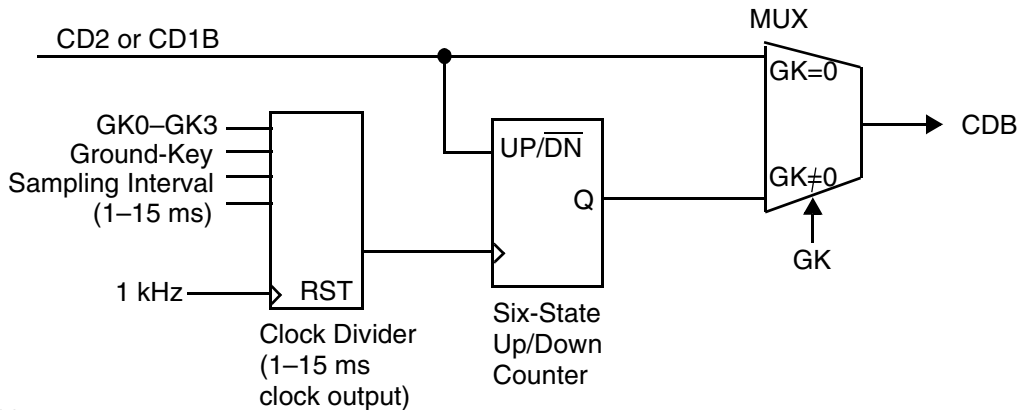 MUX
CD2 or CD1B
GK=0
GK0–GK3
Ground-Key
Sampling Interval
(1–15 ms)
UP/DN
CDB
GK≠0
Q
GK
1 kHz
RST
Six-State
Up/Down
Counter
Clock Divider
(1–15 ms
clock output)